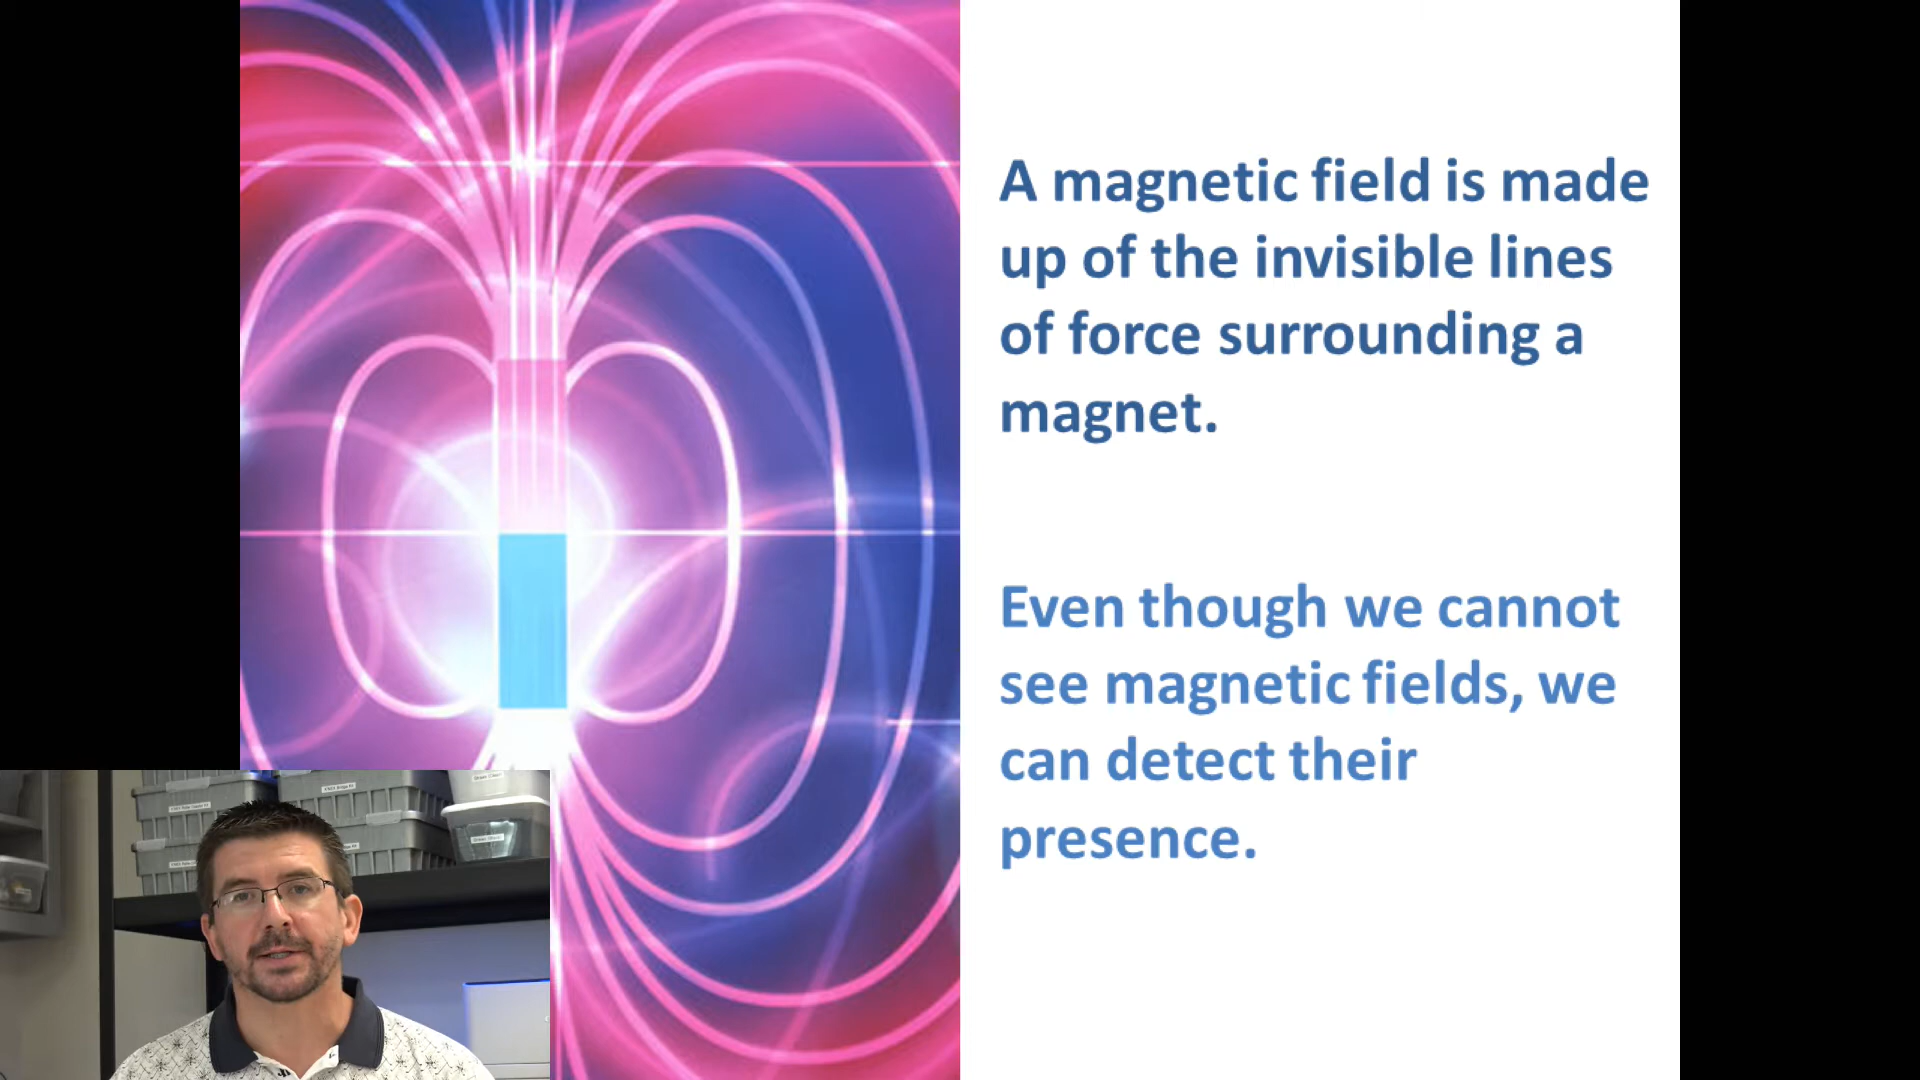 A magnetic field is made
up of the invisible lines
of force surrounding a
magnet.
Even though we cannot
see magnetic fields, we
can detect their
presence.